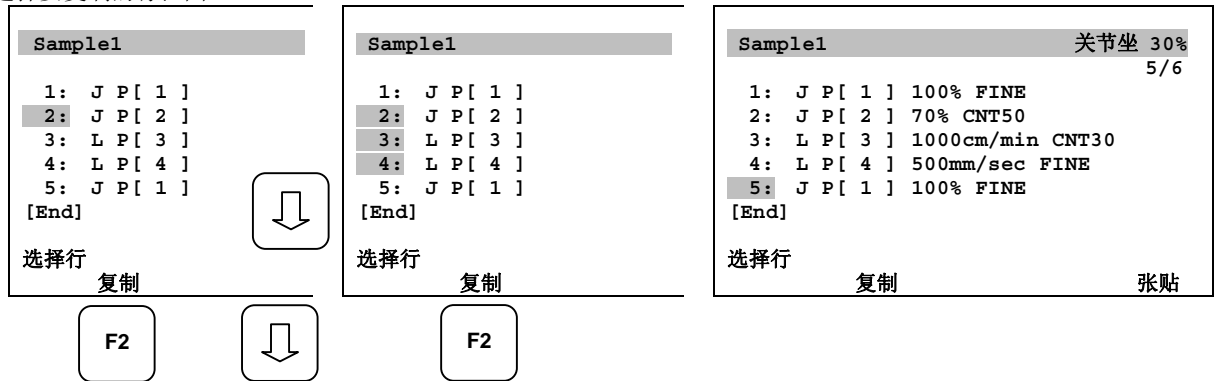 Sample1
1: J P[ 1 ]
2: J P[ 2 ]
3: L P[ 3 ]
4: L P[ 4 ]
5: J P[ 1 ]
[End]
选择行
复制
F2
Sample1
1: J P[ 1 ]
2: J P[ 2 ]
3: L P[ 3 ]
4: L P[ 4 ]
5: J P[ 1 ]
[End]
选择行
复制
F2
Sample1 关节坐 30%
5/6
1: J P[ 1 ] 100% FINE
2: J P[ 2 ] 70% CNT50
3: L P[ 3 ] 1000cm/min CNT30
4: L P[ 4 ] 500mm/sec FINE
5: J P[ 1 ] 100% FINE
[End]
选择行
复制 张贴